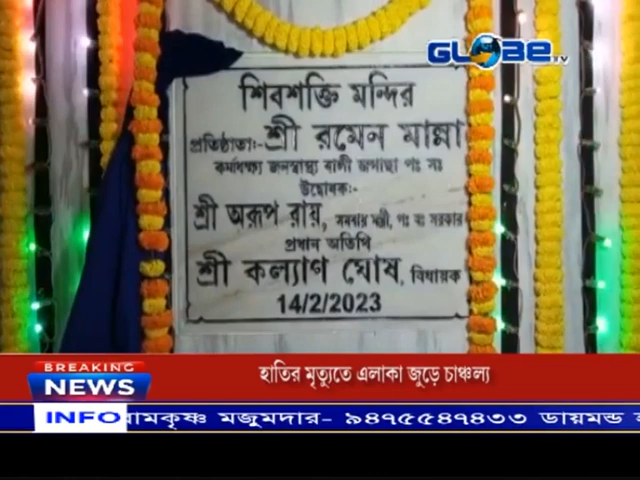 GLOBE TV
শিবশক্তি মন্দির
প্রতিষ্ঠাতাঃ- শ্রী রমেন মান্না
কর্মাধ্যক্ষ জনস্বাস্থ্য বালী জগাছা পঃ সঃ
উদ্বোধকঃ-
শ্রী অরূপ রায়, সমবায় মন্ত্রী, পঃ বঃ সরকার
প্রধান অতিথি
শ্রী কল্যাণ ঘোষ, বিধায়ক
14/2/2023
BREAKING NEWS
হাতির মৃত্যুতে এলাকা জুড়ে চাঞ্চল্য
INFO
রামকৃষ্ণ মজুমদার- ৯৪৭৫৫৪৭৪৩৩ ডায়মন্ড